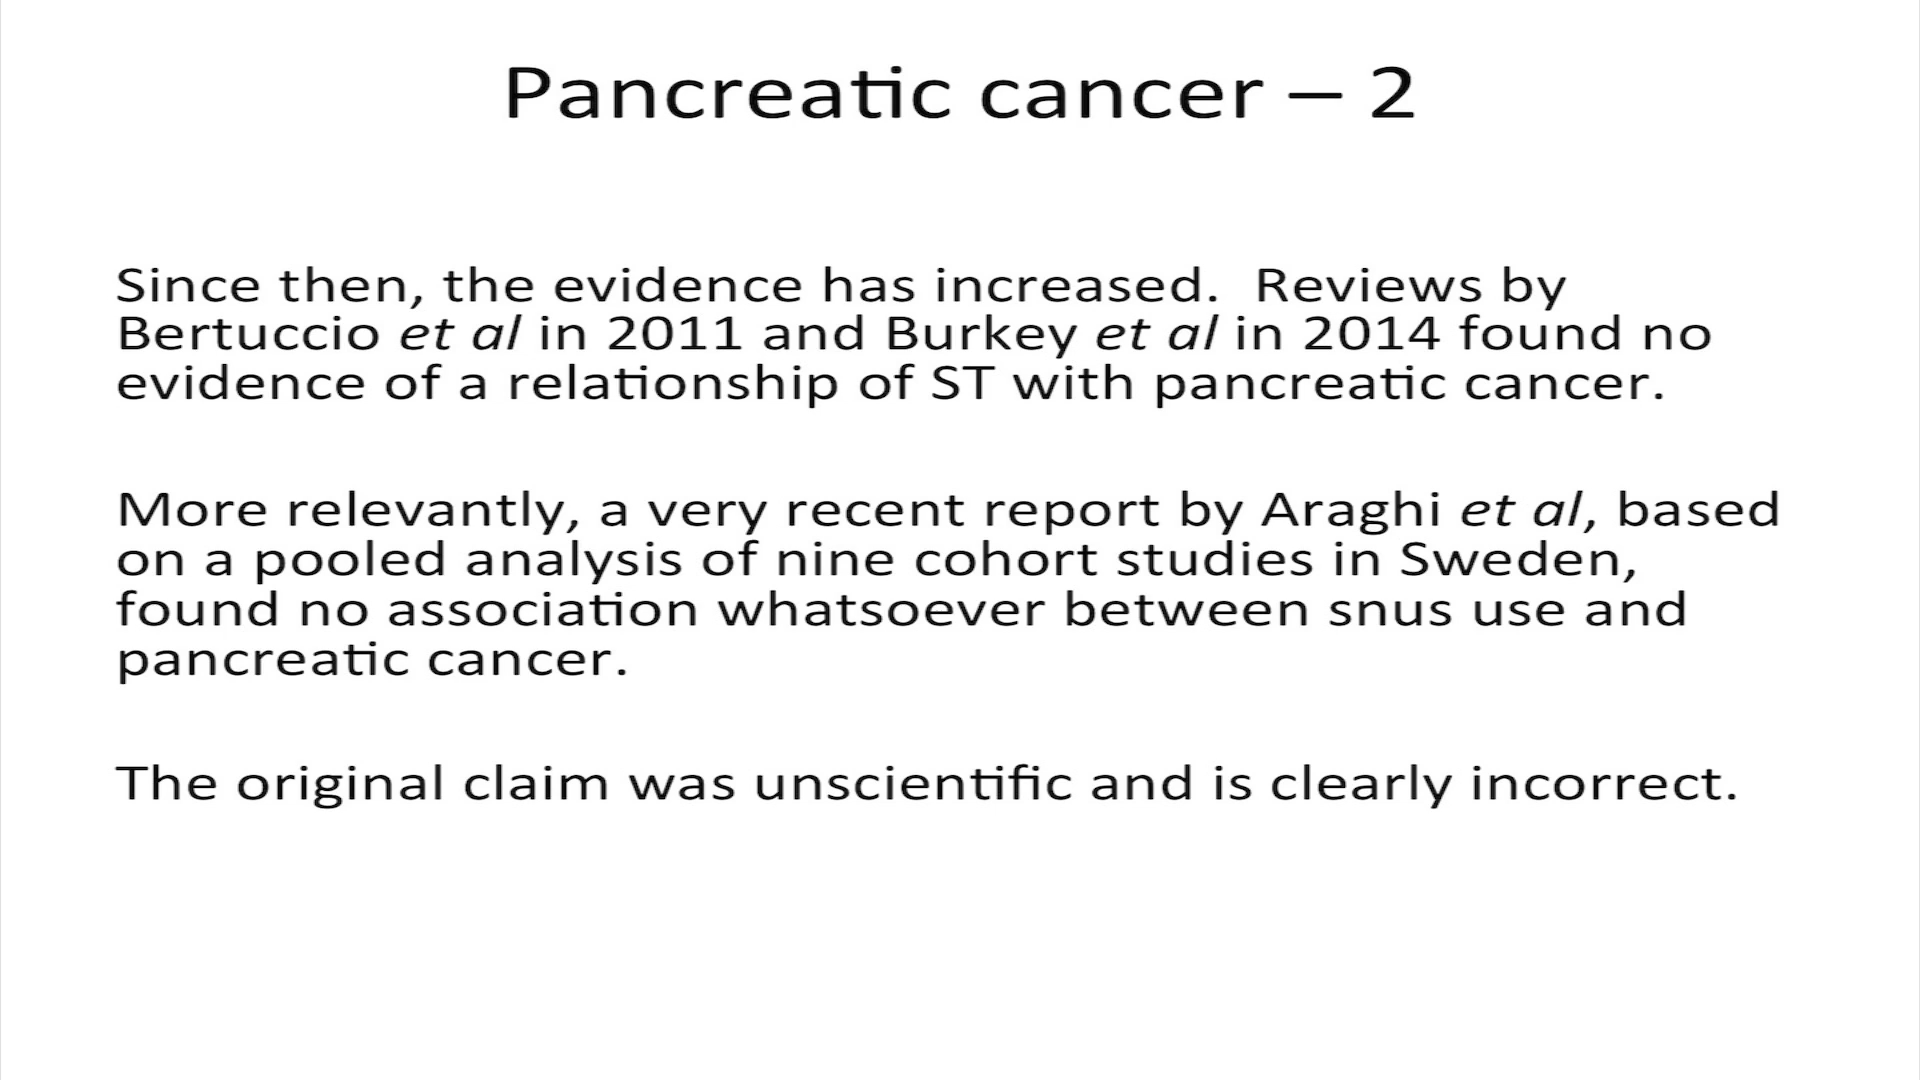 Pancreatic cancer – 2
Since then, the evidence has increased.  Reviews by
Bertuccio et al in 2011 and Burkey et al in 2014 found no
evidence of a relationship of ST with pancreatic cancer.
More relevantly, a very recent report by Araghi et al, based
on a pooled analysis of nine cohort studies in Sweden,
found no association whatsoever between snus use and
pancreatic cancer.
The original claim was unscientific and is clearly incorrect.